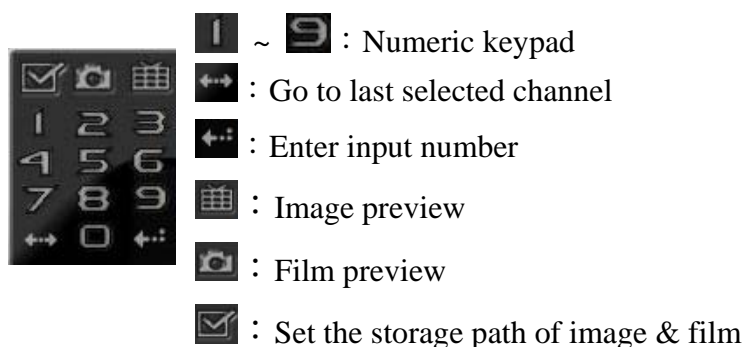 1 ~ 9 : Numeric keypad
: Go to last selected channel
: Enter input number
: Image preview
: Film preview
: Set the storage path of image & film
1 2 3
4 5 6
7 8 9
0